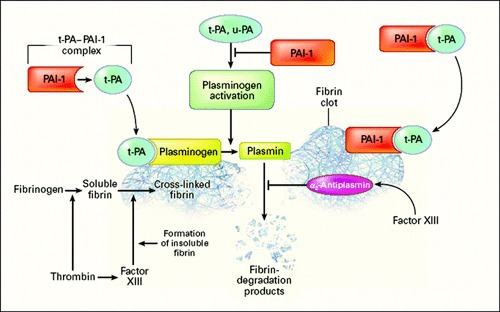 t-PA–PAI-1
complex
PAI-1
t-PA
t-PA, u-PA
PAI-1
Plasminogen
activation
PAI-1
t-PA
Fibrin
clot
t-PA
Plasminogen
Plasmin
PAI-1
t-PA
Fibrinogen
Soluble
fibrin
Cross-linked
fibrin
α2-Antiplasmin
Factor XIII
Formation
of insoluble
fibrin
Thrombin
Factor
XIII
Fibrin-
degradation
products